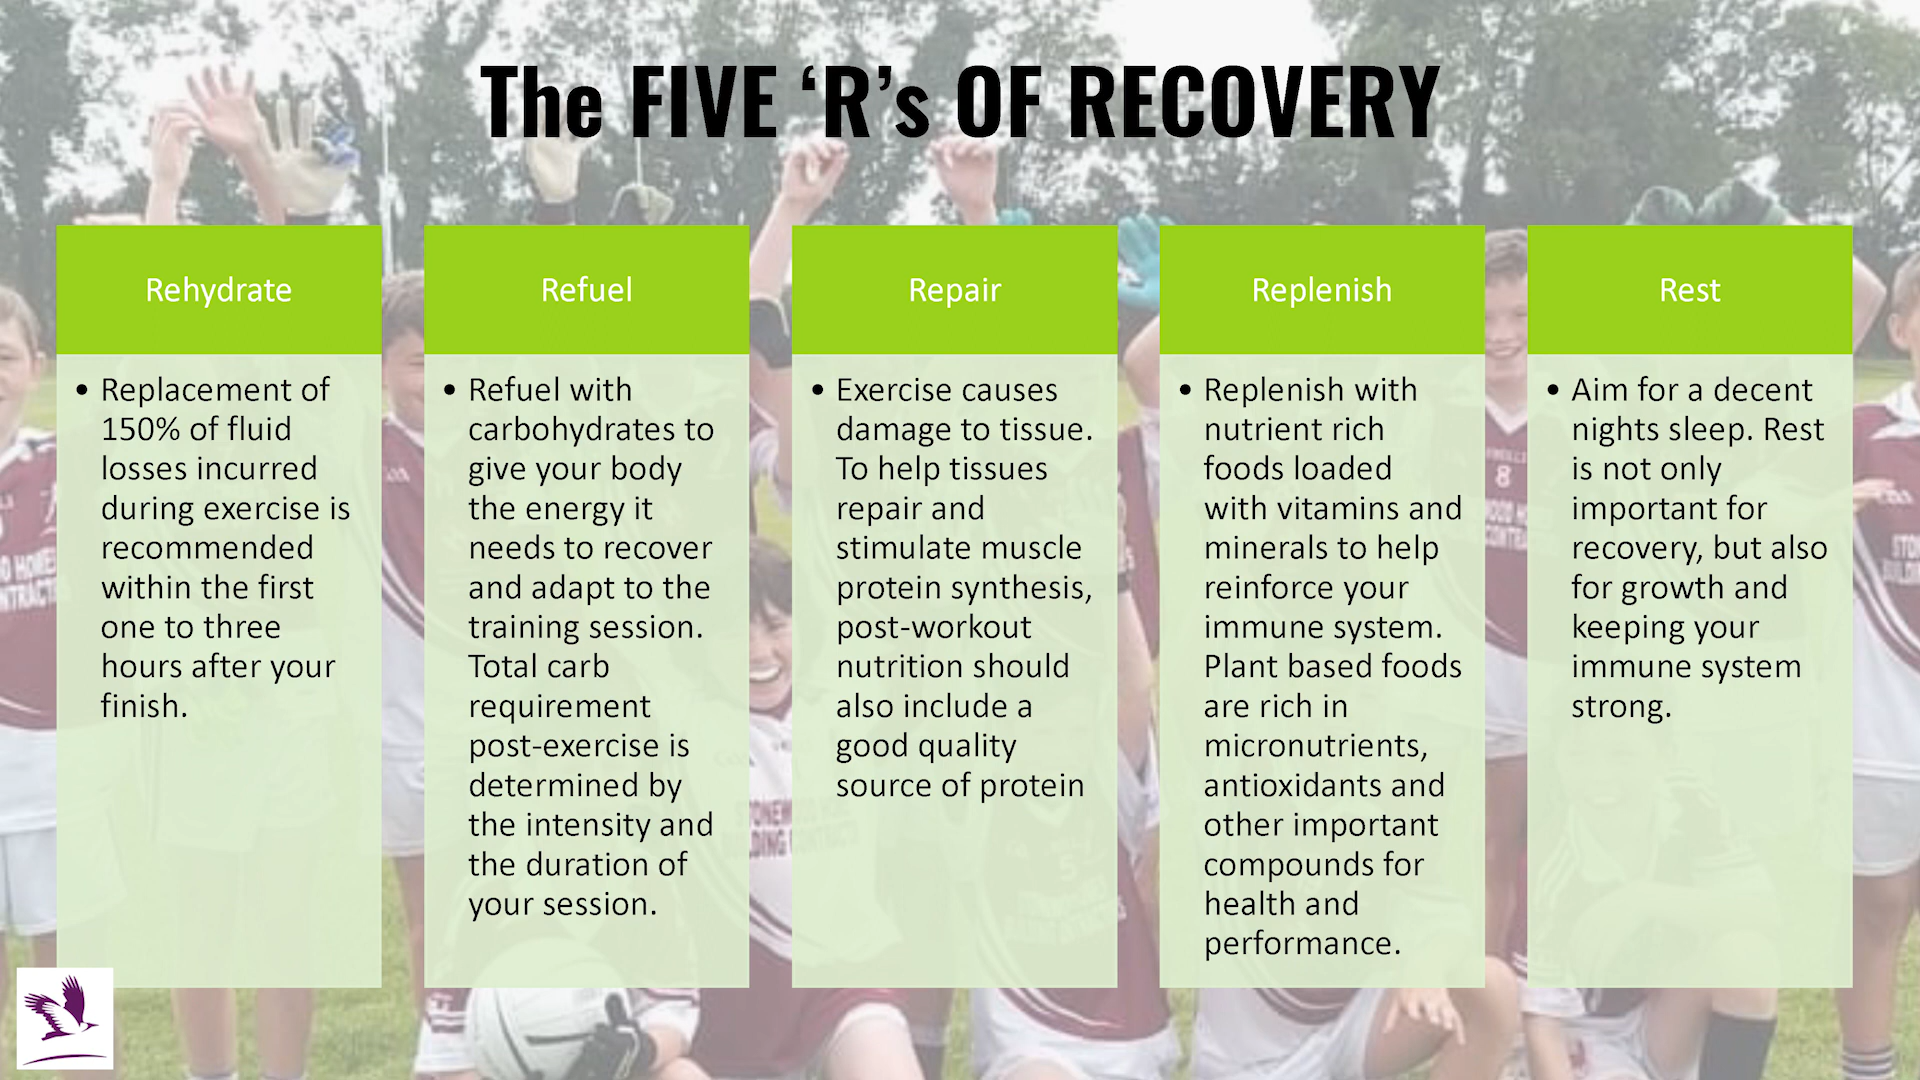 The FIVE ‘R’s OF RECOVERY
Rehydrate
• Replacement of
150% of fluid
losses incurred
during exercise is
recommended
within the first
one to three
hours after your
finish.
Refuel
• Refuel with
carbohydrates to
give your body
the energy it
needs to recover
and adapt to the
training session.
Total carb
requirement
post-exercise is
determined by
the intensity and
the duration of
your session.
Repair
• Exercise causes
damage to tissue.
To help tissues
repair and
stimulate muscle
protein synthesis,
post-workout
nutrition should
also include a
good quality
source of protein
Replenish
• Replenish with
nutrient rich
foods loaded
with vitamins and
minerals to help
reinforce your
immune system.
Plant based foods
are rich in
micronutrients,
antioxidants and
other important
compounds for
health and
performance.
Rest
• Aim for a decent
nights sleep. Rest
is not only
important for
recovery, but also
for growth and
keeping your
immune system
strong.
8